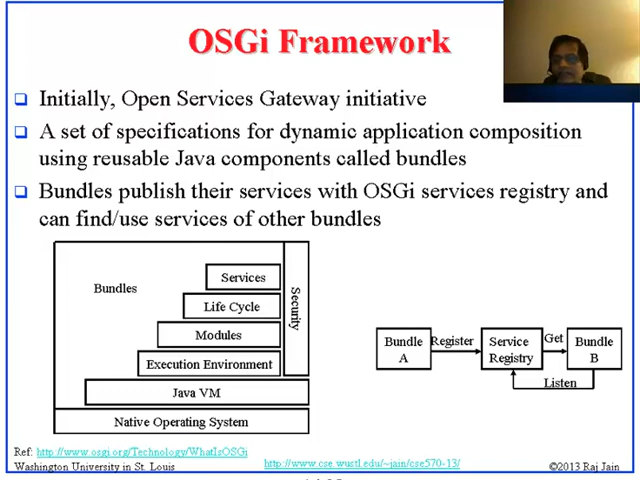 OSGi Framework
Initially, Open Services Gateway initiative
A set of specifications for dynamic application composition
using reusable Java components called bundles
Bundles publish their services with OSGi services registry and
can find/use services of other bundles
Bundles
Services
Life Cycle
Modules
Execution Environment
Java VM
Native Operating System
Security
Bundle
A
Register
Service
Registry
Get
Bundle
B
Listen
Ref: http://www.osgi.org/Technology/WhatIsOSGi
Washington University in St. Louis
http://www.cse.wustl.edu/~jain/cse570-13/
©2013 Raj Jain